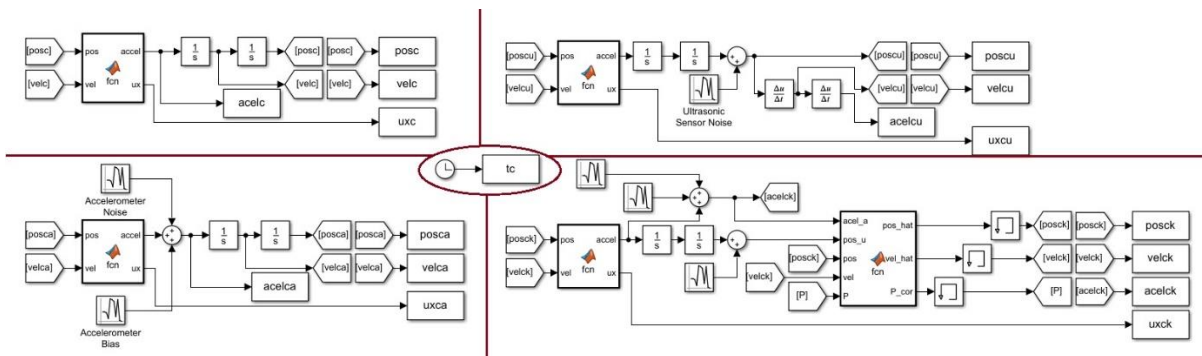 [posc] pos accel 1/s 1/s [posc] [posc] posc
[velc] vel fcn ux [velc] [velc] velc
acelc
uxc
[poscu] pos accel 1/s 1/s + + [poscu] [poscu] poscu
[velcu] vel fcn ux [velcu] [velcu] velcu
Ultrasonic
Sensor Noise
Δu/Δt Δu/Δt
acelcu
uxcu
tc
Accelerometer
Noise
[posca] pos accel 1/s 1/s [posca] [posca] posca
[velca] vel fcn ux [velca] [velca] velca
acelca
uxca
Accelerometer
Bias
[acelck]
[posck] pos accel 1/s 1/s + +
[velck] vel fcn ux
[posck]
[velck]
[P]
acel_a pos_hat [posck] [posck] posck
pos_u
pos vel_hat [velck] [velck] velck
fcn
vel
P P_cor [P] [acelck] acelck
uxck